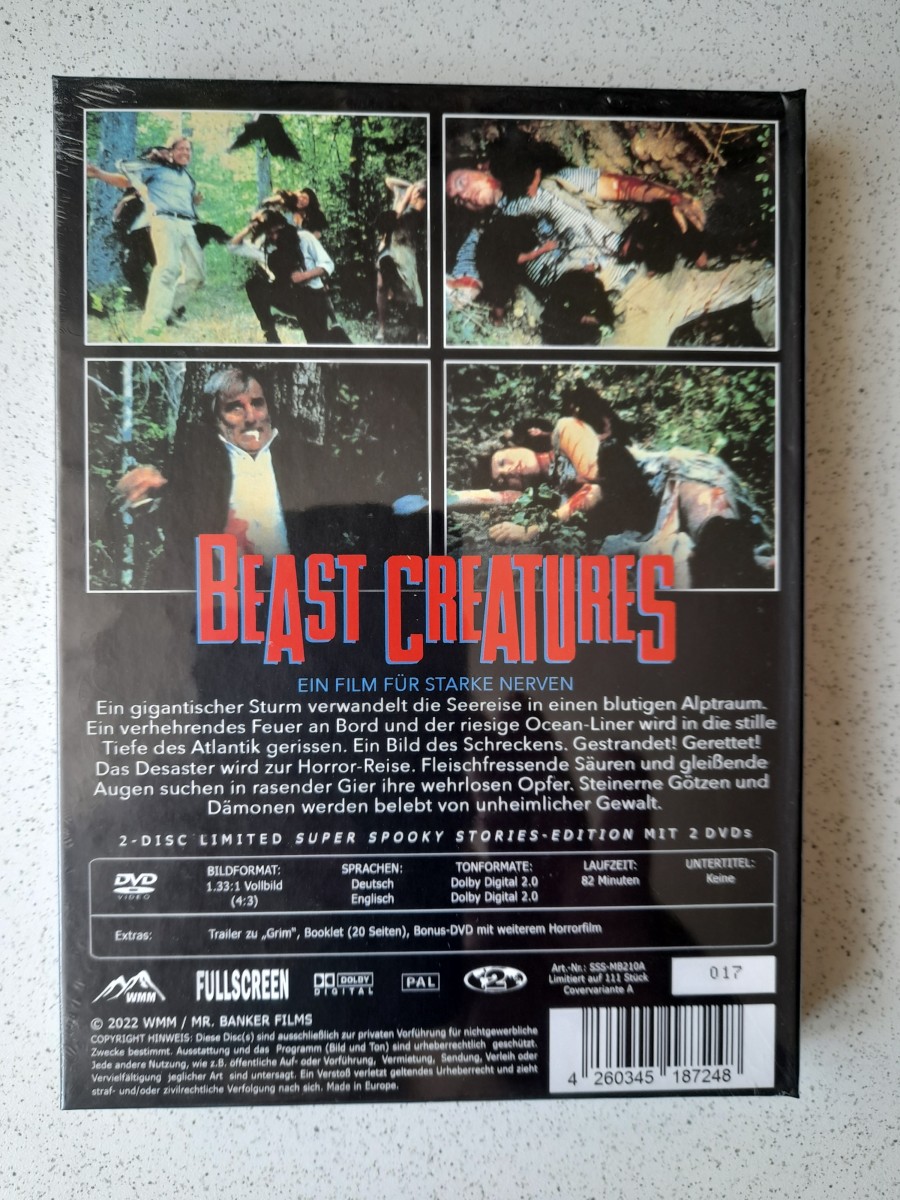 BEAST CREATURES
EIN FILM FÜR STARKE NERVEN
Ein gigantischer Sturm verwandelt die Seereise in einen blutigen Alptraum.
Ein verhehrendes Feuer an Bord und der riesige Ocean-Liner wird in die stille
Tiefe des Atlantik gerissen. Ein Bild des Schreckens. Gestrandet! Gerettet!
Das Desaster wird zur Horror-Reise. Fleischfressende Säuren und gleißende
Augen suchen in rasender Gier ihre wehrlosen Opfer. Steinerne Götzen und
Dämonen werden belebt von unheimlicher Gewalt.
2-DISC LIMITED SUPER SPOOKY STORIES-EDITION MIT 2 DVDs
DVD
VIDEO
BILDFORMAT:
1.33:1 Vollbild
(4:3)
SPRACHEN:
Deutsch
Englisch
TONFORMATE:
Dolby Digital 2.0
Dolby Digital 2.0
LAUFZEIT:
82 Minuten
UNTERTITEL:
Keine
Extras: Trailer zu „Grim", Booklet (20 Seiten), Bonus-DVD mit weiterem Horrorfilm
WMM
FULLSCREEN
DOLBY
DIGITAL
PAL
2
Art.-Nr.: SSS-MB210A
Limitiert auf 111 Stück
Covervariante A
017
© 2022 WMM / MR. BANKER FILMS
COPYRIGHT HINWEIS: Diese Disc(s) sind ausschließlich zur privaten Vorführung für nichtgewerbliche
Zwecke bestimmt. Ausstattung und das Programm (Bild und Ton) sind urheberrechtlich geschützt.
Jede andere Nutzung, wie z.B. öffentliche Auf- oder Vorführung, Vermietung, Sendung, Verleih oder
Vervielfältigung jeglicher Art sind untersagt. Ein Verstoß verletzt geltendes Urheberrecht und zieht
straf- und/oder zivilrechtliche Verfolgung nach sich. Made in Europe.
4 260345 187248